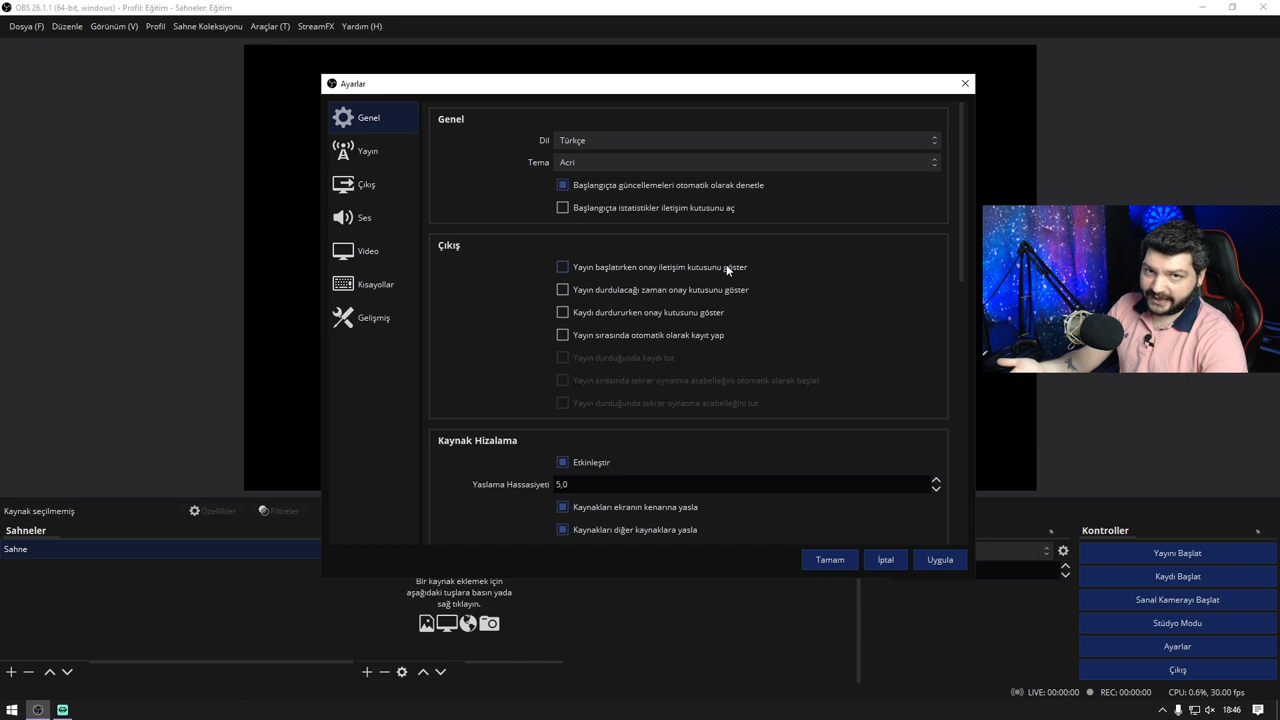 OBS 26.1.1 (64-bit, windows) - Profil: Eğitim - Sahneler: Eğitim
Dosya (F) Düzenle Görünüm (V) Profil Sahne Koleksiyonu Araçlar (T) StreamFX Yardım (H)
Ayarlar
Genel
Yayın
Çıkış
Ses
Video
Kısayollar
Gelişmiş
Genel
Dil Türkçe
Tema Acri
Başlangıçta güncellemeleri otomatik olarak denetle
Başlangıçta istatistikler iletişim kutusunu aç
Çıkış
Yayın başlatırken onay iletişim kutusunu göster
Yayın durdulacağı zaman onay kutusunu göster
Kaydı durdururken onay kutusunu göster
Yayın sırasında otomatik olarak kayıt yap
Yayın durduğunda kaydı tut
Yayın sırasında tekrar oynatma arabelleğini otomatik olarak başlat
Yayın durduğunda tekrar oynatma arabelleğini tut
Kaynak Hizalama
Etkinleştir
Yaslama Hassasiyeti 5,0
Kaynakları ekranın kenarına yasla
Kaynakları diğer kaynaklara yasla
Tamam İptal Uygula
Kaynak seçilmemiş Özellikler Filtreler
Sahneler
Sahne
Bir kaynak eklemek için
aşağıdaki tuşlara basın yada
sağ tıklayın.
Kontroller
Yayını Başlat
Kaydı Başlat
Sanal Kamerayı Başlat
Stüdyo Modu
Ayarlar
Çıkış
LIVE: 00:00:00 REC: 00:00:00 CPU: 0.6%, 30.00 fps
18:46